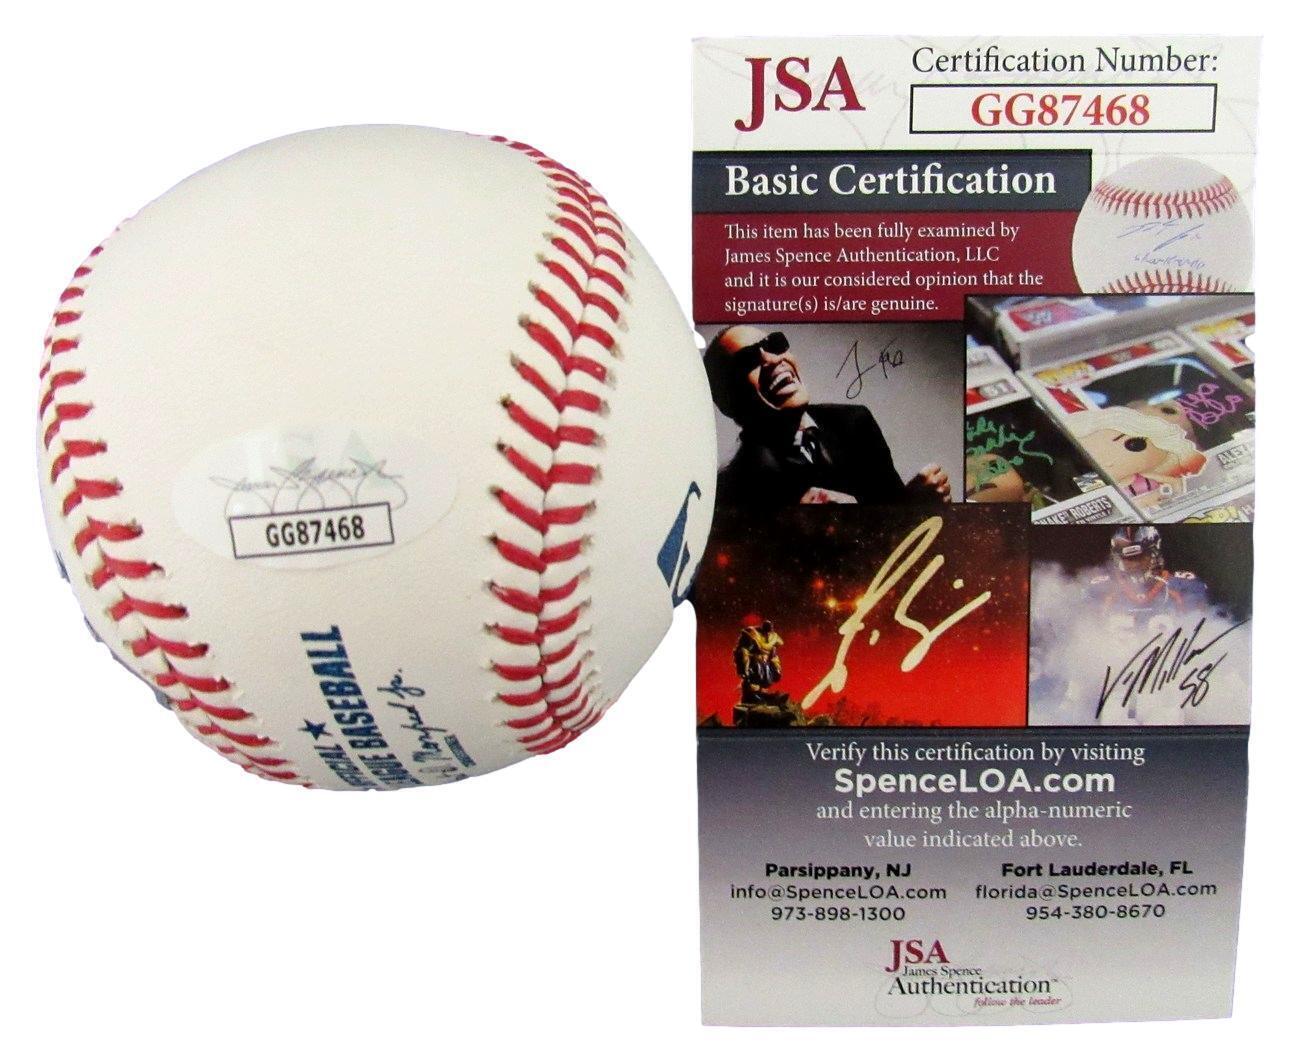 GG87468
BASEBALL
JSA
Certification Number:
GG87468
Basic Certification
This item has been fully examined by
James Spence Authentication, LLC
and it is our considered opinion that the
signature(s) is/are genuine.
ROBERTS
Verify this certification by visiting
SpenceLOA.com
and entering the alpha-numeric
value indicated above.
Parsippany, NJ
info@SpenceLOA.com
973-898-1300
Fort Lauderdale, FL
florida@SpenceLOA.com
954-380-8670
JSA
James Spence
Authentication™
follow the leader